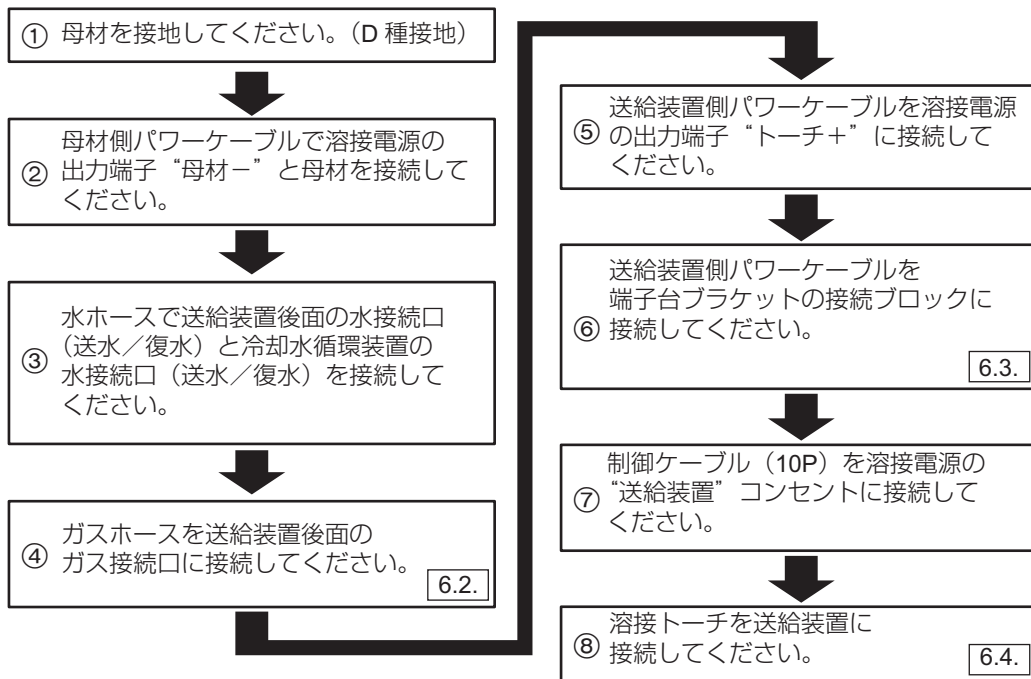 ① 母材を接地してください。（D 種接地）
② 母材側パワーケーブルで溶接電源の
出力端子“母材－”と母材を接続して
ください。
③ 水ホースで送給装置後面の水接続口
（送水／復水）と冷却水循環装置の
水接続口（送水／復水）を接続して
ください。
④ ガスホースを送給装置後面の
ガス接続口に接続してください。
6.2.
⑤ 送給装置側パワーケーブルを溶接電源
の出力端子“トーチ＋”に接続して
ください。
⑥ 送給装置側パワーケーブルを
端子台ブラケットの接続ブロックに
接続してください。
6.3.
⑦ 制御ケーブル（10P）を溶接電源の
“送給装置”コンセントに接続して
ください。
⑧ 溶接トーチを送給装置に
接続してください。
6.4.